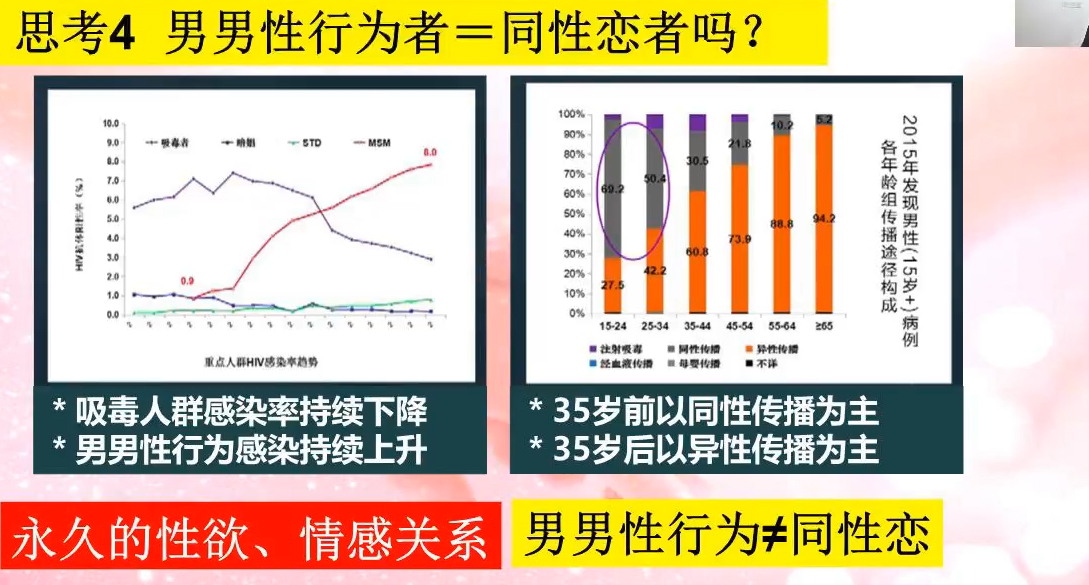 思考4 男男性行为者＝同性恋者吗？
10.0
9.0
8.0
7.0
6.0
5.0
4.0
3.0
2.0
1.0
0.0
吸毒者 暗娼 STD MSM
8.0
0.9
重点人群HIV感染率趋势
* 吸毒人群感染率持续下降
* 男男性行为感染持续上升
100%
90%
80%
70%
60%
50%
40%
30%
20%
10%
0%
69.2 50.4 30.5 21.8 10.2 5.2
27.5 42.2 60.8 73.9 88.8 94.2
15-24 25-34 35-44 45-54 55-64 ≥65
注射吸毒 同性传播 异性传播
经血液传播 母婴传播 不详
2015年发现男性(15岁+)病例
各年龄组传播途径构成
* 35岁前以同性传播为主
* 35岁后以异性传播为主
永久的性欲、情感关系
男男性行为≠同性恋